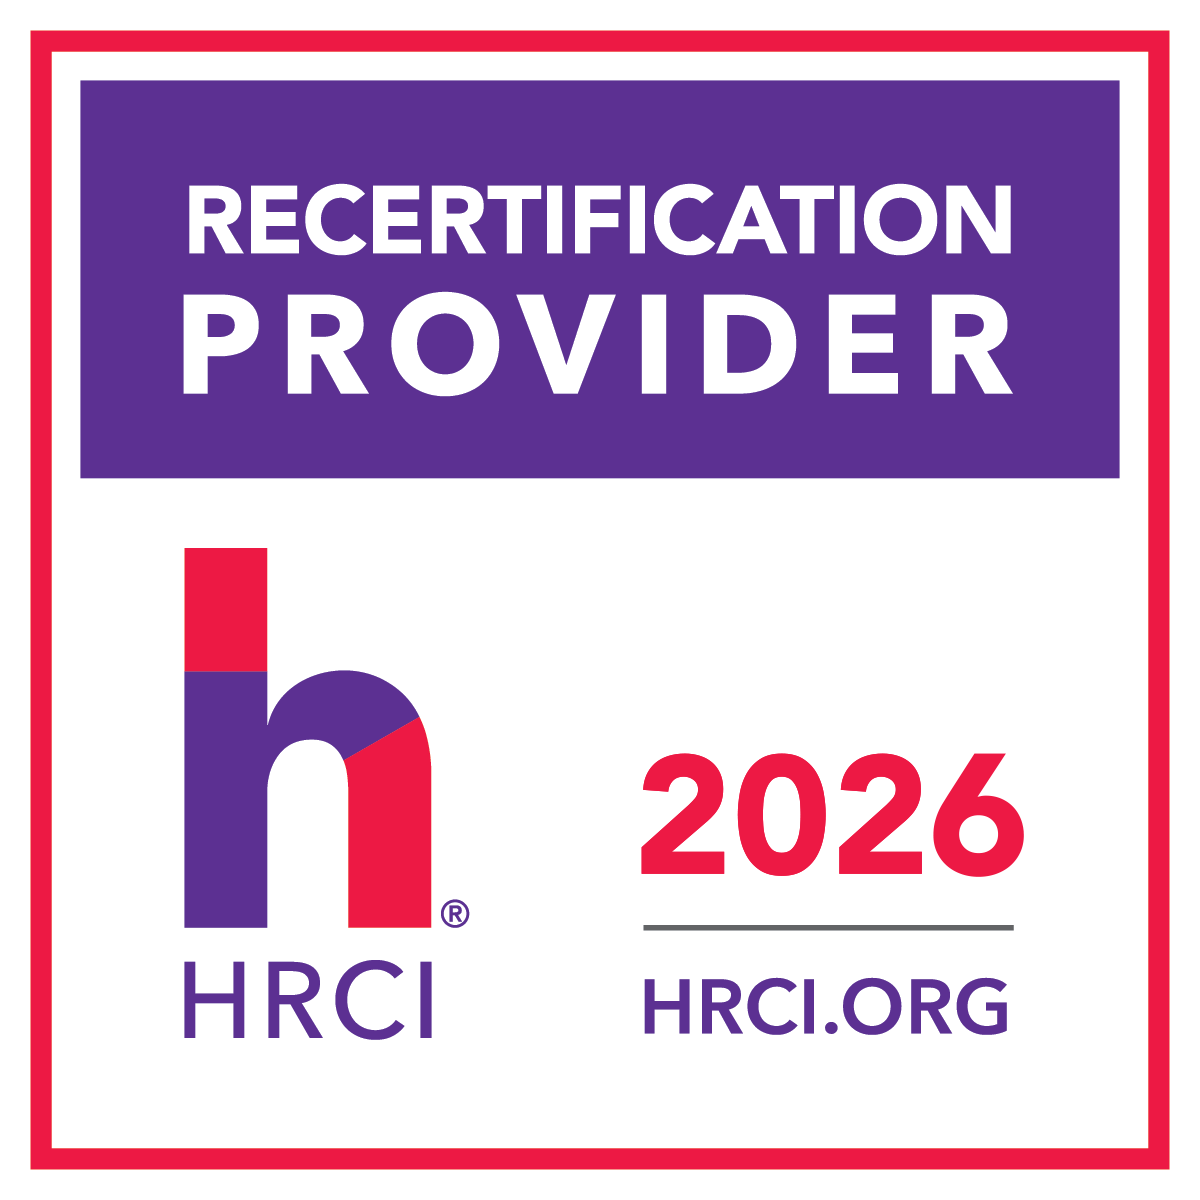 RECERTIFICATION
PROVIDER
h®
HRCI
2026
HRCI.ORG